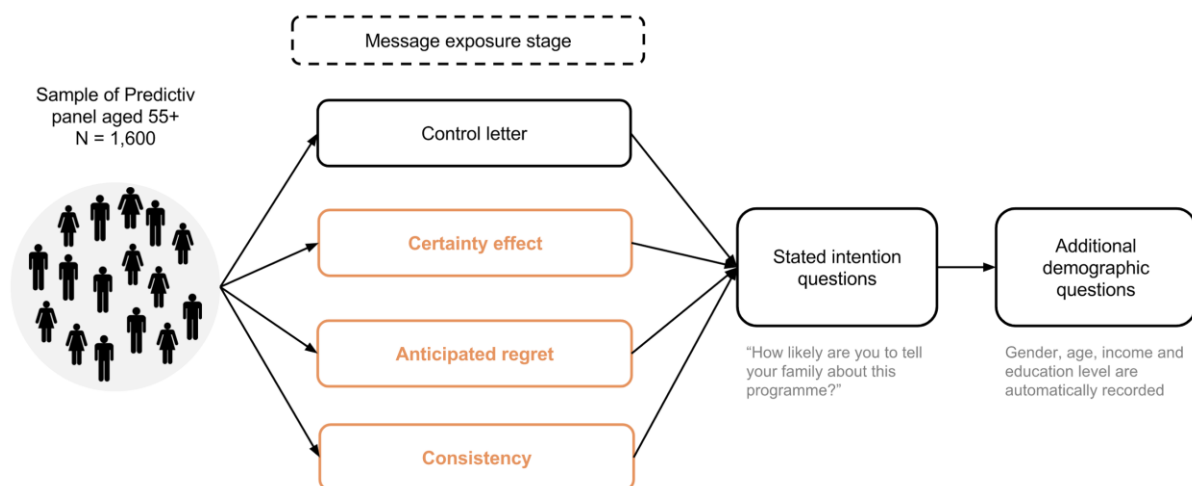 Message exposure stage
Sample of Predictiv
panel aged 55+
N = 1,600
Control letter
Certainty effect
Anticipated regret
Consistency
Stated intention
questions
“How likely are you to tell
your family about this
programme?”
Additional
demographic
questions
Gender, age, income and
education level are
automatically recorded